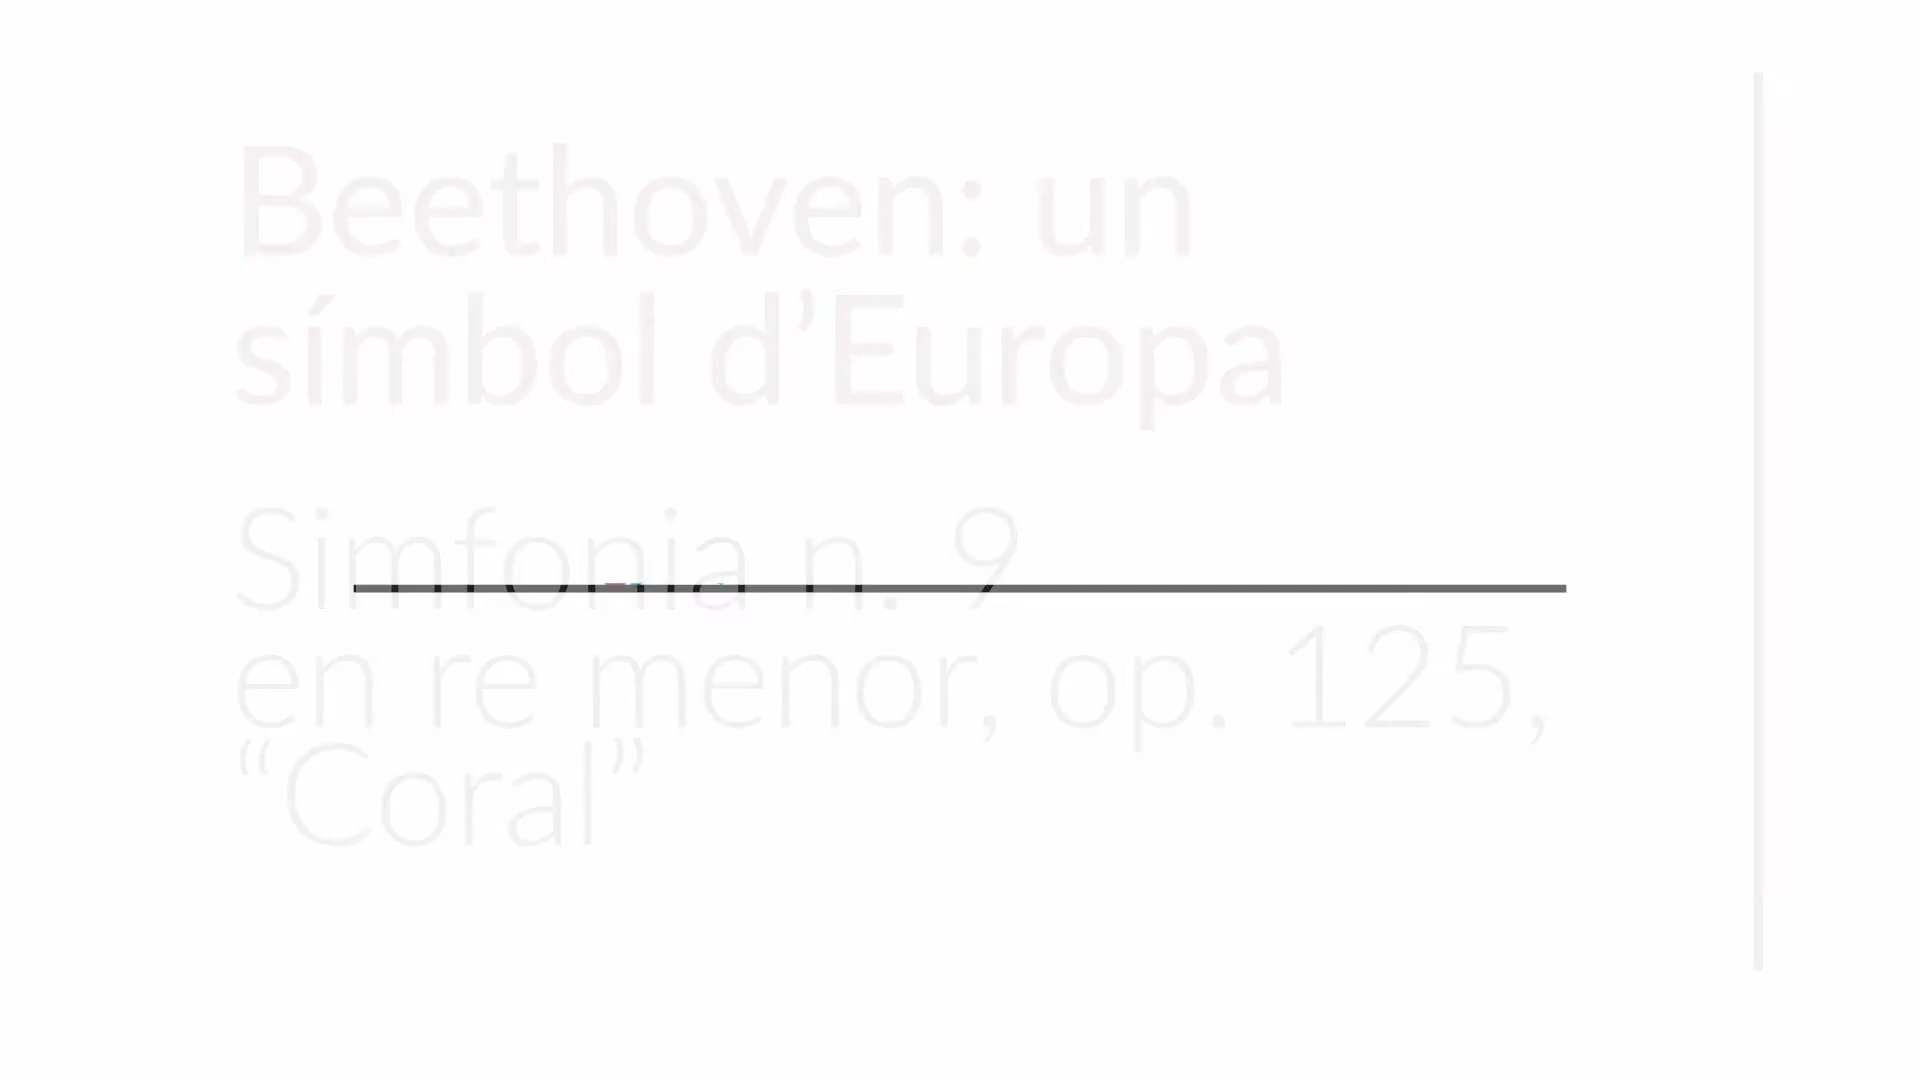 Beethoven: un
símbol d’Europa
Simfonia n. 9
en re menor, op. 125,
“Coral”